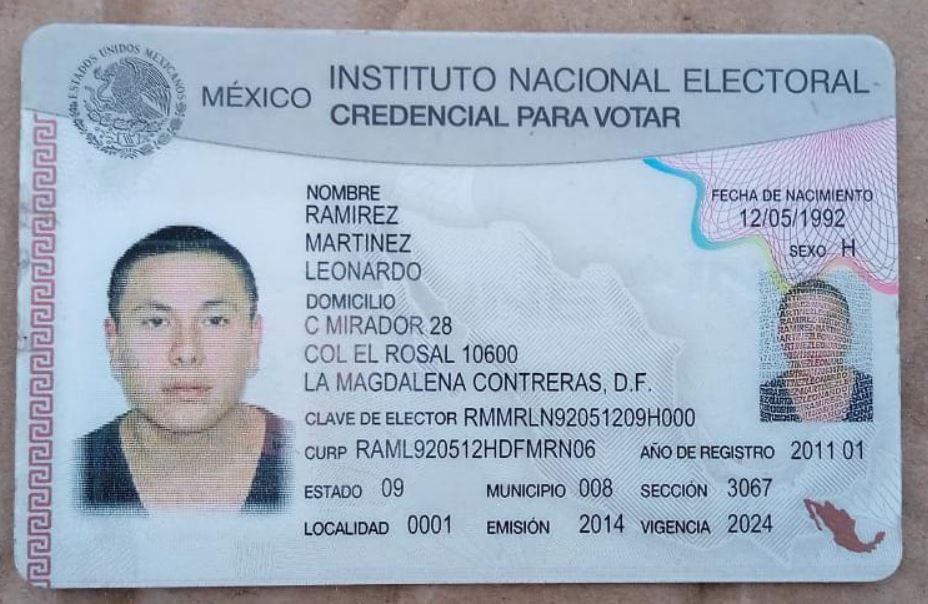 ESTADOS UNIDOS MEXICANOS
MÉXICO INSTITUTO NACIONAL ELECTORAL
CREDENCIAL PARA VOTAR
NOMBRE
RAMIREZ
MARTINEZ
LEONARDO
FECHA DE NACIMIENTO
12/05/1992
SEXO H
DOMICILIO
C MIRADOR 28
COL EL ROSAL 10600
LA MAGDALENA CONTRERAS, D.F.
CLAVE DE ELECTOR RMMRLN92051209H000
CURP RAML920512HDFMRN06 AÑO DE REGISTRO 2011 01
ESTADO 09 MUNICIPIO 008 SECCIÓN 3067
LOCALIDAD 0001 EMISIÓN 2014 VIGENCIA 2024